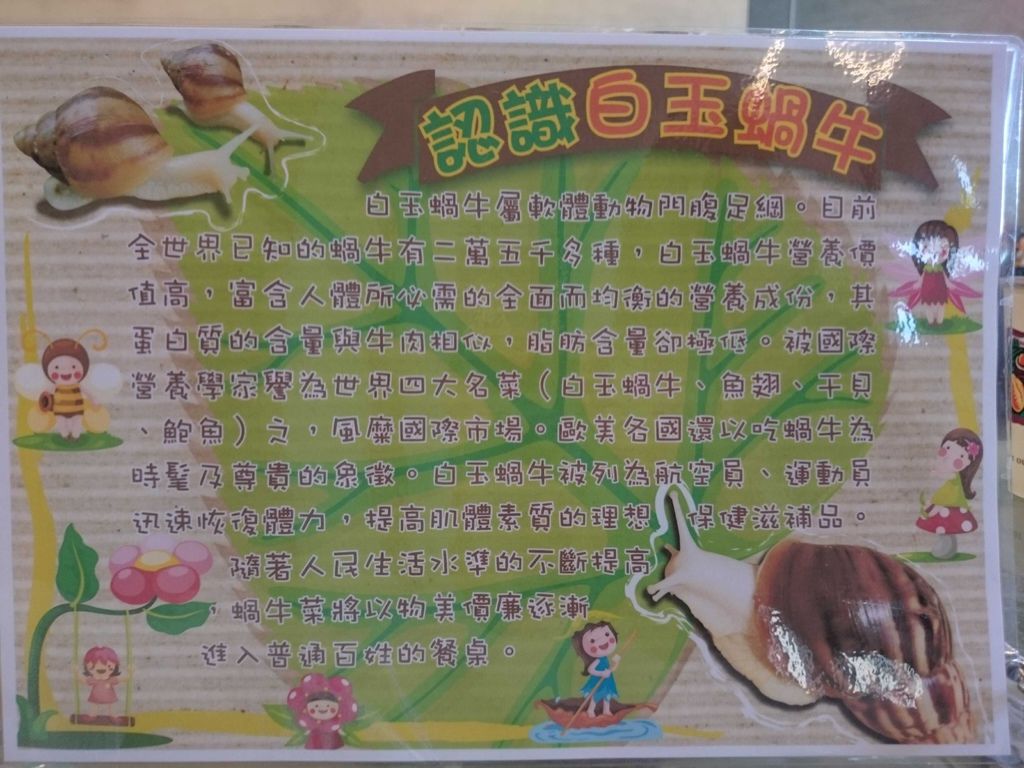 認識白玉蝸牛
白玉蝸牛屬軟體動物門腹足綱。目前
全世界已知的蝸牛有二萬五千多種，白玉蝸牛營養價
值高，富含人體所必需的全面而均衡的營養成份，其
蛋白質的含量與牛肉相似，脂肪含量卻極低。被國際
營養學家譽為世界四大名菜（白玉蝸牛、魚翅、干貝
、鮑魚）之，風糜國際市場。歐美各國還以吃蝸牛為
時髦及尊貴的象徵。白玉蝸牛被列為航空員、運動員
迅速恢復體力，提高肌體素質的理想　保健滋補品。
隨著人民生活水準的不斷提高
，蝸牛菜將以物美價廉逐漸
進入普通百姓的餐桌。